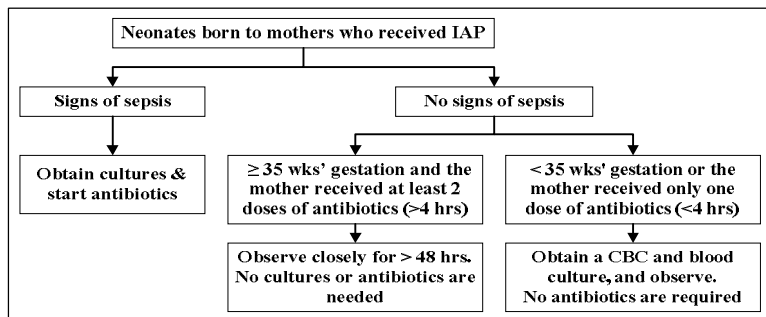 Neonates born to mothers who received IAP
Signs of sepsis
No signs of sepsis
Obtain cultures &
start antibiotics
≥ 35 wks’ gestation and the
mother received at least 2
doses of antibiotics (>4 hrs)
< 35 wks' gestation or the
mother received only one
dose of antibiotics (<4 hrs)
Observe closely for > 48 hrs.
No cultures or antibiotics are
needed
Obtain a CBC and blood
culture, and observe.
No antibiotics are required